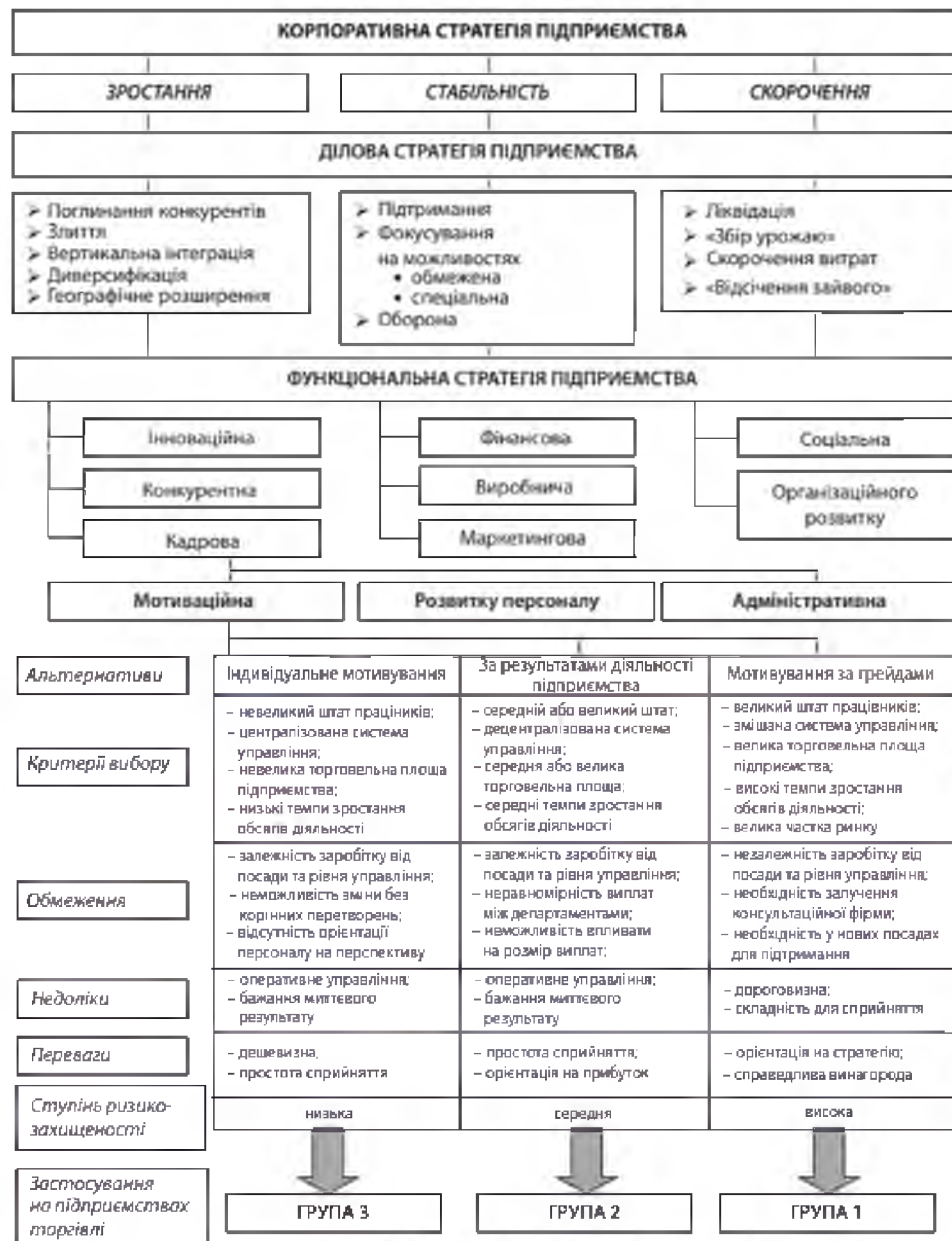 КОРПОРАТИВНА СТРАТЕГІЯ ПІДПРИЄМСТВА
ЗРОСТАННЯ
СТАБІЛЬНІСТЬ
СКОРОЧЕННЯ
ДІЛОВА СТРАТЕГІЯ ПІДПРИЄМСТВА
➢ Поглинання конкурентів
➢ Злиття
➢ Вертикальна інтеграція
➢ Диверсифікація
➢ Географічне розширення
➢ Підтримання
➢ Фокусування
на можливостях
• обмежена
• спеціальна
➢ Оборона
➢ Ліквідація
➢ «Збір урожаю»
➢ Скорочення витрат
➢ «Відсічення зайвого»
ФУНКЦІОНАЛЬНА СТРАТЕГІЯ ПІДПРИЄМСТВА
Інноваційна
Конкурентна
Кадрова
Фінансова
Виробнича
Маркетингова
Соціальна
Організаційного
розвитку
Мотиваційна
Розвитку персоналу
Адміністративна
Альтернативи
Індивідуальне мотивування
За результатами діяльності
підприємства
Мотивування за грейдами
Критерії вибору
– невеликий штат праціників;
– централізована система
управління;
– невелика торговельна площа
підприємства;
– низькі темпи зростання
обсягів діяльності
– середній або великий штат;
– децентралізована система
управління;
– середня або велика
торговельна площа;
– середні темпи зростання
обсягів діяльності
– великий штат працівників;
– змішана система управління;
– велика торговельна площа
підприємства;
– високі темпи зростання
обсягів діяльності;
– велика частка ринку
Обмеження
– залежність заробітку від
посади та рівня управління;
– неможливість зміни без
корінних перетворень;
– відсутність орієнтації
персоналу на перспективу
– залежність заробітку від
посади та рівня управління;
– нерівномірність виплат
між департаментами;
– неможливість впливати
на розмір виплат;
– незалежність заробітку від
посади та рівня управління;
– необхідність залучення
консультаційної фірми;
– необхідність у нових посадах
для підтримання
Недоліки
– оперативне управління;
– бажання миттєвого
результату
– оперативне управління;
– бажання миттєвого
результату
– дороговизна;
– складність для сприйняття
Переваги
– дешевизна,
– простота сприйняття
– простота сприйняття;
– орієнтація на прибуток
– орієнтація на стратегію;
– справедлива винагорода
Ступінь ризико-
захищеності
низька
середня
висока
Застосування
на підприємствах
торгівлі
ГРУПА 3
ГРУПА 2
ГРУПА 1